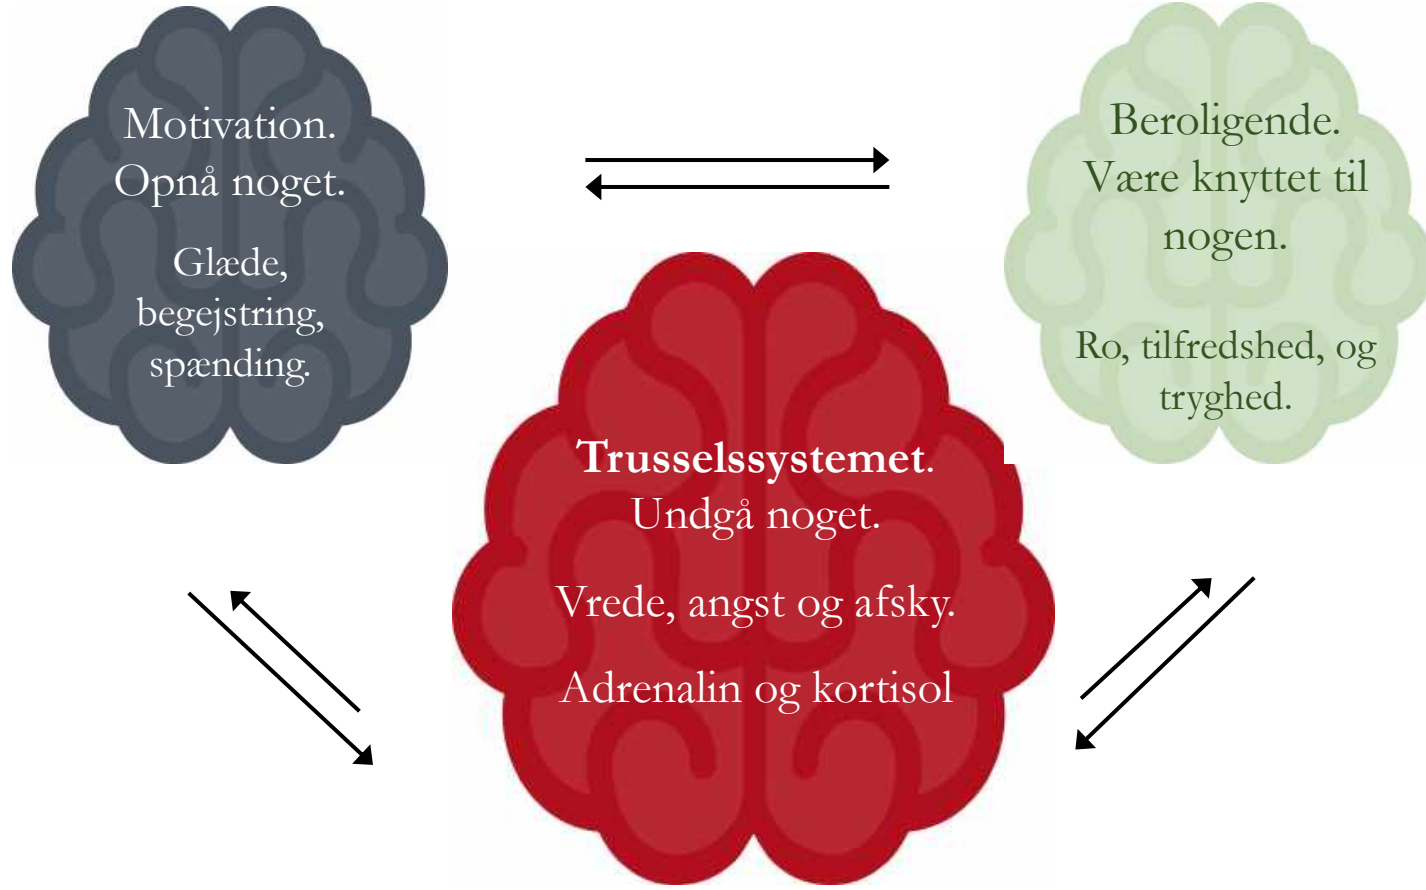 Motivation.
Opnå noget.
Glæde,
begejstring,
spænding.
Beroligende.
Være knyttet til
nogen.
Ro, tilfredshed, og
tryghed.
Trusselssystemet.
Undgå noget.
Vrede, angst og afsky.
Adrenalin og kortisol